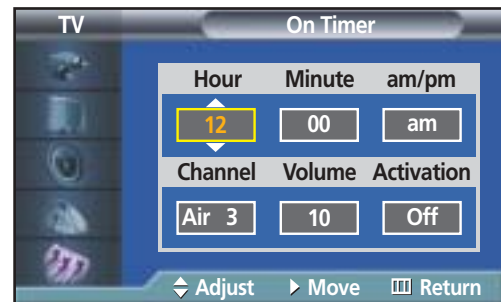 TV On Timer
Hour Minute am/pm
12 00 am
Channel Volume Activation
Air 3 10 Off
Adjust Move Return